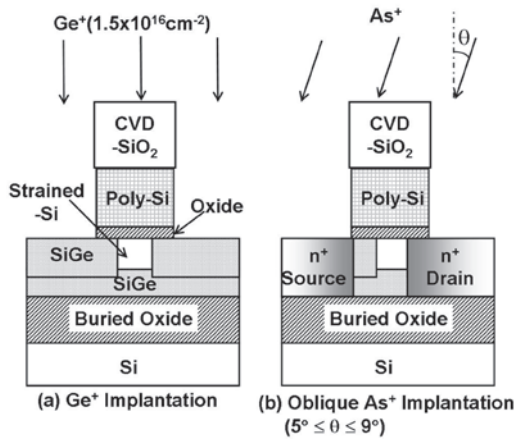 Ge⁺(1.5x10¹⁶cm⁻²)
CVD
-SiO₂
Strained
-Si
Poly-Si
Oxide
SiGe
SiGe
Buried Oxide
Si
(a) Ge⁺ Implantation
As⁺
θ
CVD
-SiO₂
Poly-Si
n⁺
Source
n⁺
Drain
Buried Oxide
Si
(b) Oblique As⁺ Implantation
(5° ≤ θ ≤ 9°)